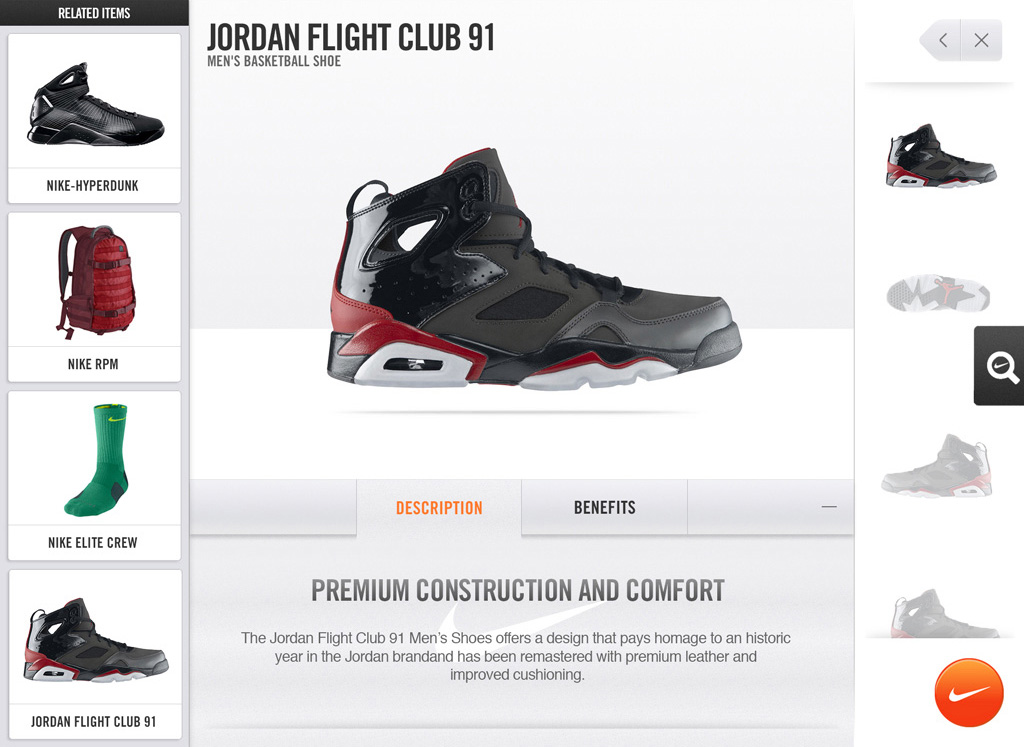 RELATED ITEMS
NIKE-HYPERDUNK
NIKE RPM
NIKE ELITE CREW
JORDAN FLIGHT CLUB 91
JORDAN FLIGHT CLUB 91
MEN'S BASKETBALL SHOE
DESCRIPTION
BENEFITS
PREMIUM CONSTRUCTION AND COMFORT
The Jordan Flight Club 91 Men’s Shoes offers a design that pays homage to an historic
year in the Jordan brandand has been remastered with premium leather and
improved cushioning.